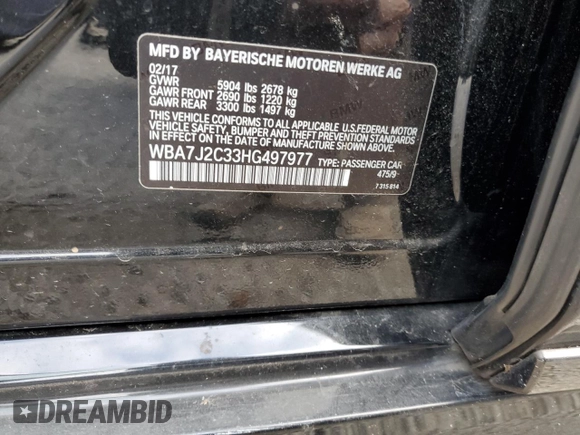 MFD BY BAYERISCHE MOTOREN WERKE AG
02/17
GVWR 5904 lbs 2678 kg
GAWR FRONT 2690 lbs 1220 kg
GAWR REAR 3300 lbs 1497 kg
THIS VEHICLE CONFORMS TO ALL APPLICABLE U.S.FEDERAL MOTOR
VEHICLE SAFETY, BUMPER, AND THEFT PREVENTION STANDARDS
IN EFFECT ON THE DATE OF MANUFACTURE SHOWN ABOVE.
WBA7J2C33HG497977 TYPE: PASSENGER CAR
475/9
7 315 814
DREAMBID